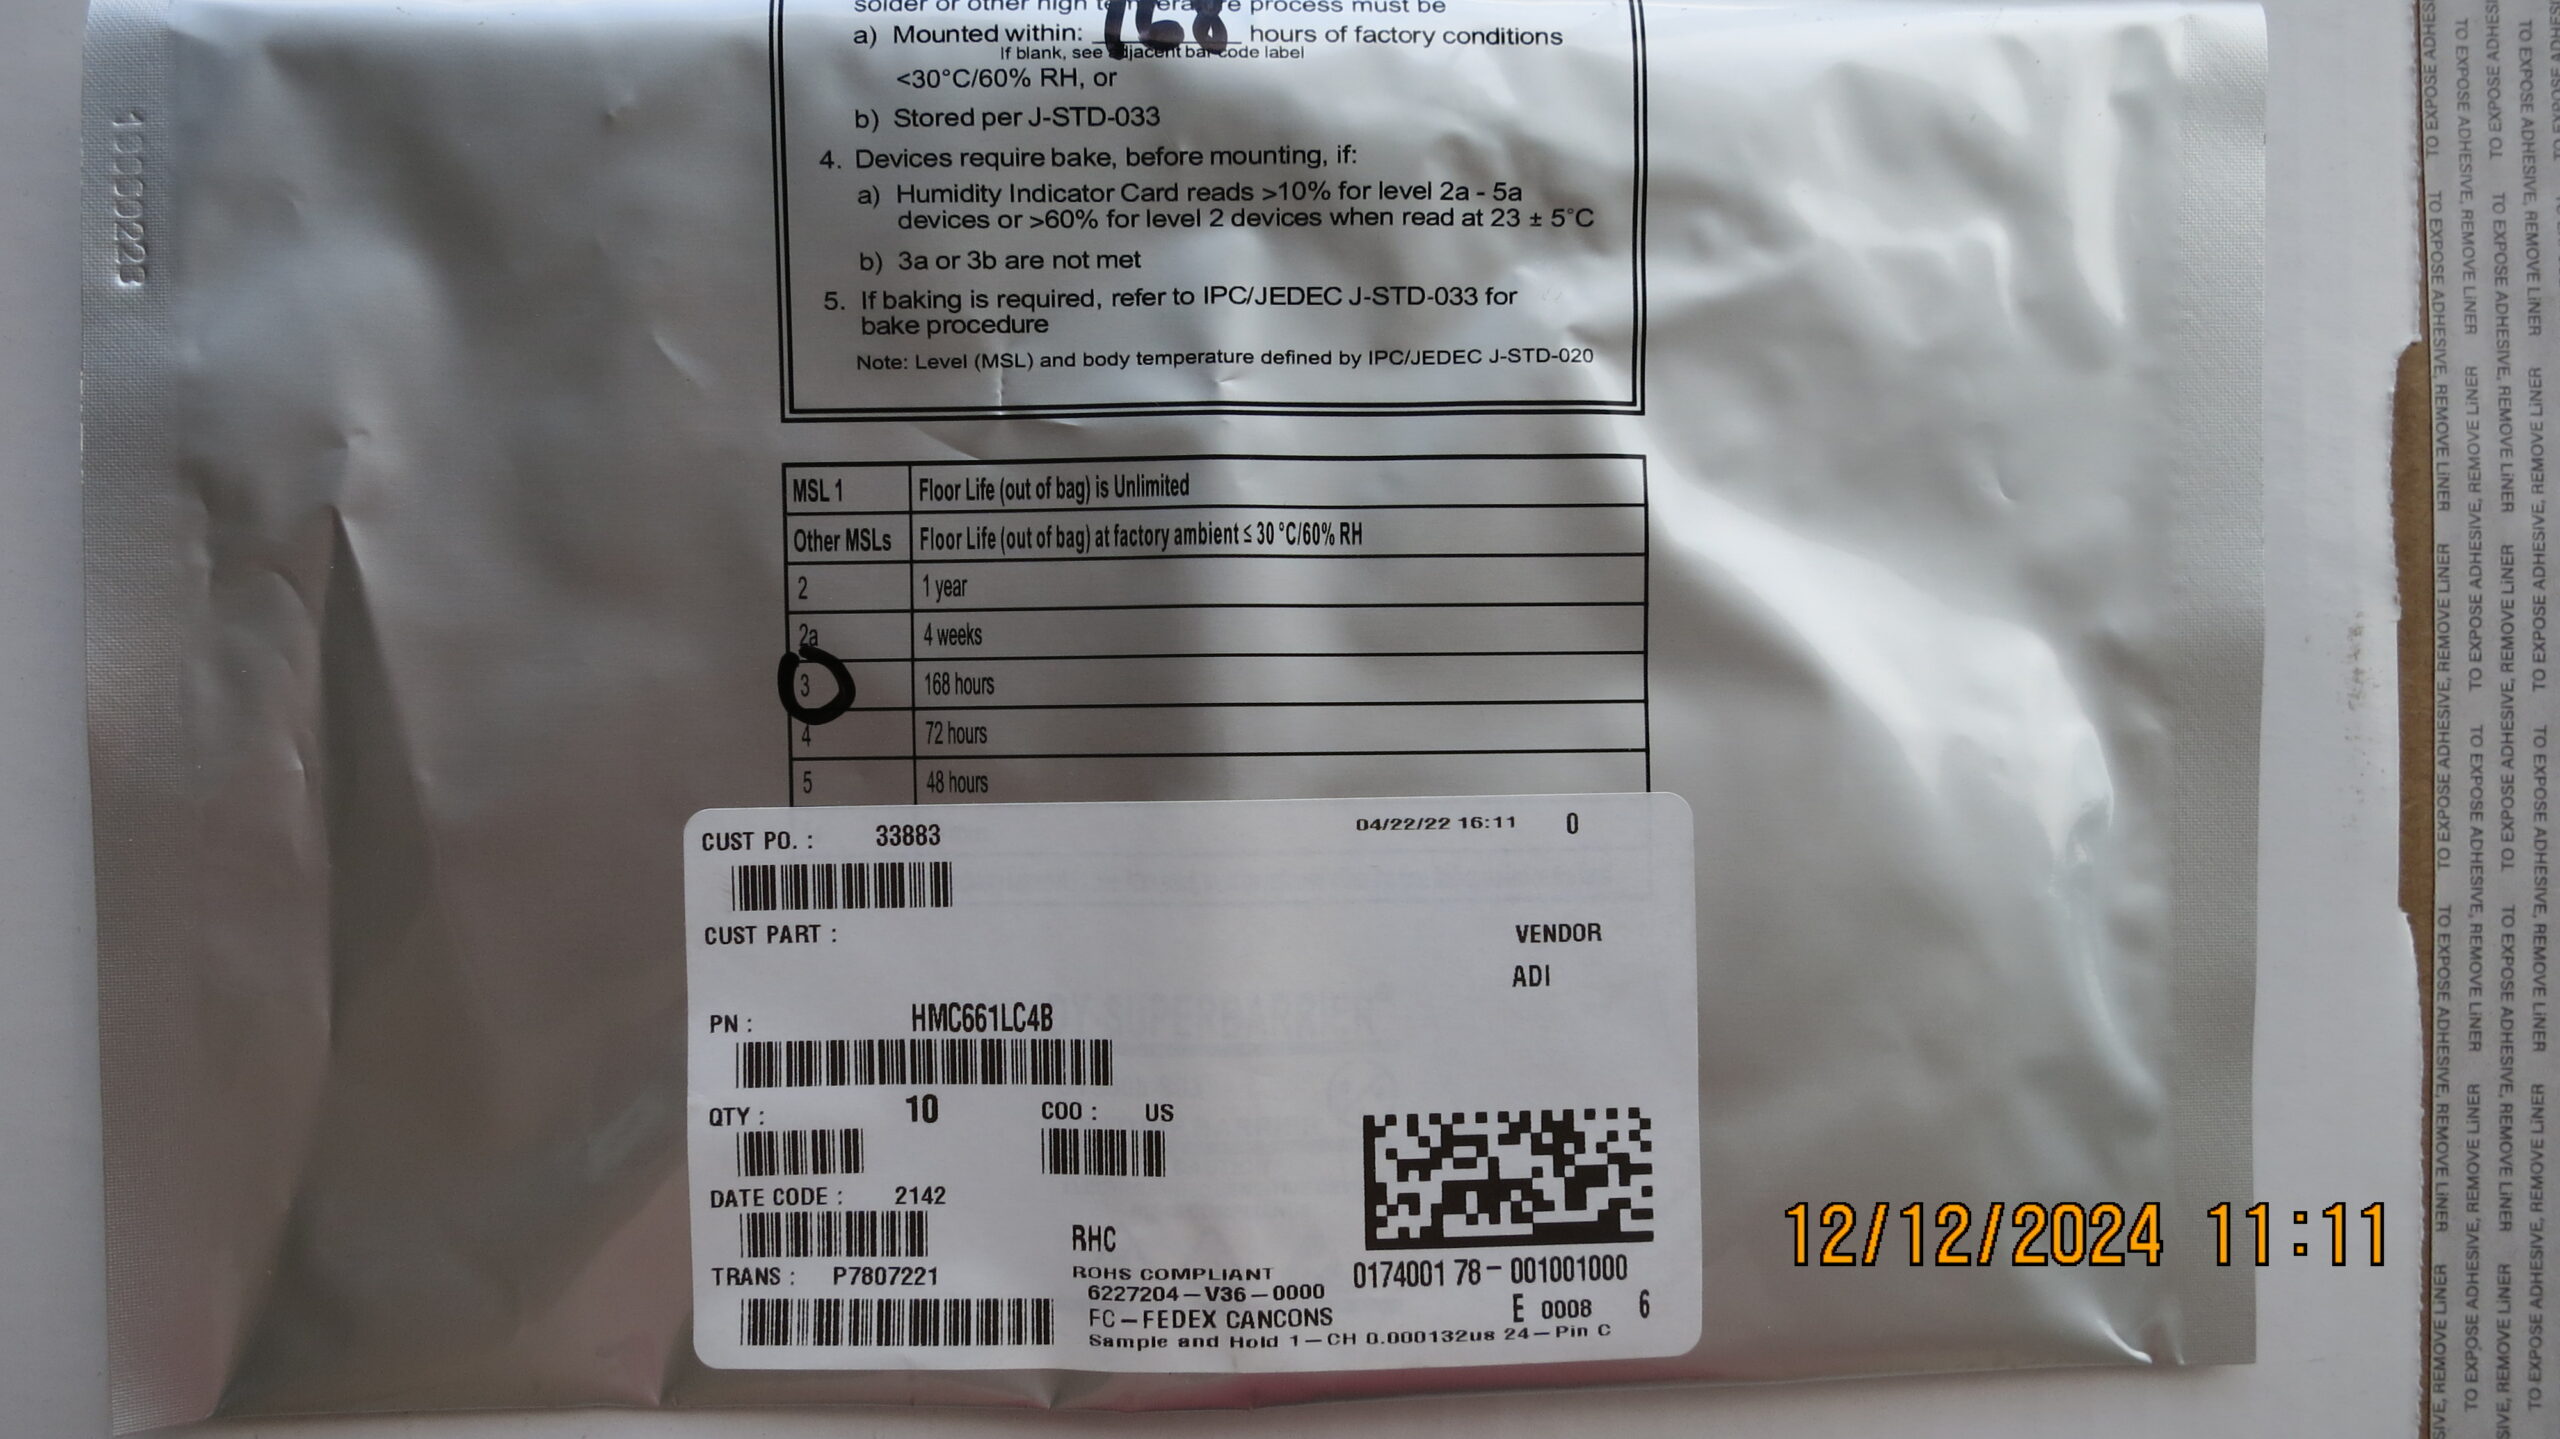 solder or other high temperature process must be
a) Mounted within: 168 hours of factory conditions
If blank, see adjacent bar code label
<30°C/60% RH, or
b) Stored per J-STD-033
4. Devices require bake, before mounting, if:
a) Humidity Indicator Card reads >10% for level 2a - 5a
devices or >60% for level 2 devices when read at 23 ± 5°C
b) 3a or 3b are not met
5. If baking is required, refer to IPC/JEDEC J-STD-033 for
bake procedure
Note: Level (MSL) and body temperature defined by IPC/JEDEC J-STD-020
MSL 1 Floor Life (out of bag) is Unlimited
Other MSLs Floor Life (out of bag) at factory ambient ≤ 30 °C/60% RH
2 1 year
2a 4 weeks
3 168 hours
4 72 hours
5 48 hours
CUST PO. : 33883 04/22/22 16:11 0
CUST PART : VENDOR
ADI
PN : HMC661LC4B
QTY : 10 COO : US
DATE CODE : 2142
RHC
TRANS : P7807221 ROHS COMPLIANT 0174001 78-001001000
6227204-V36-0000
E 0008 6
FC-FEDEX CANCONS
Sample and Hold 1-CH 0.000132us 24-Pin C
12/12/2024 11:11
TO EXPOSE ADHESIVE, REMOVE LINER